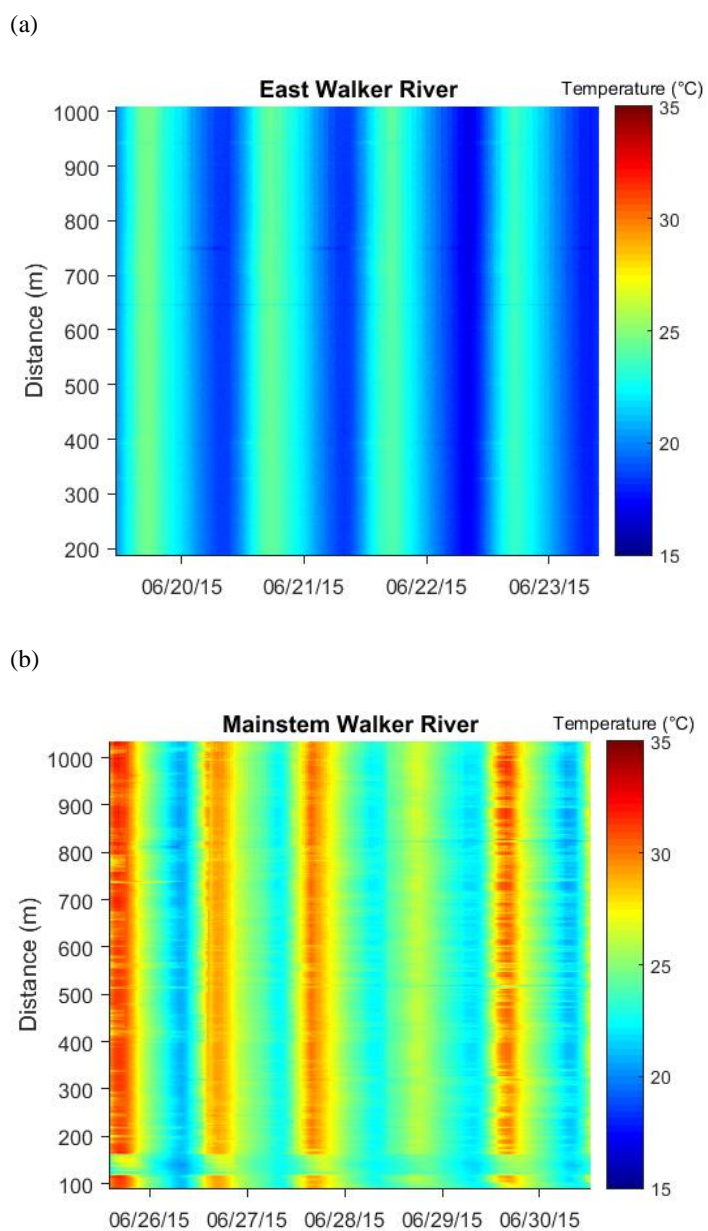 (a)
East Walker River
Temperature (°C)
35
1000
900
30
800
700
Distance (m)
600
25
500
400
20
300
200
15
06/20/15 06/21/15 06/22/15 06/23/15
(b)
Mainstem Walker River
Temperature (°C)
35
1000
900
30
800
700
Distance (m)
600
25
500
400
20
300
200
100
15
06/26/15 06/27/15 06/28/15 06/29/15 06/30/15